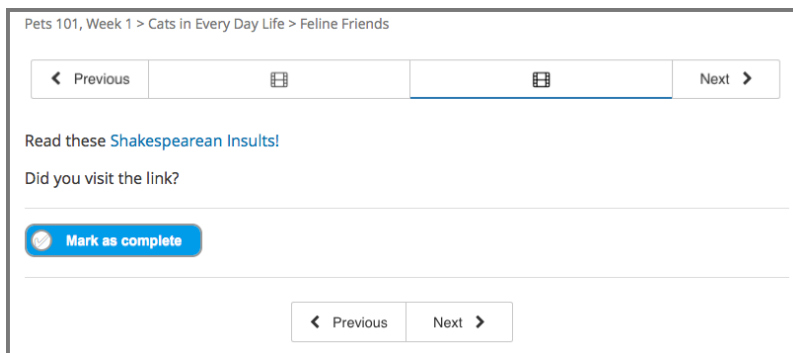 Pets 101, Week 1 > Cats in Every Day Life > Feline Friends
Previous
Next
Read these Shakespearean Insults!
Did you visit the link?
Mark as complete
Previous
Next